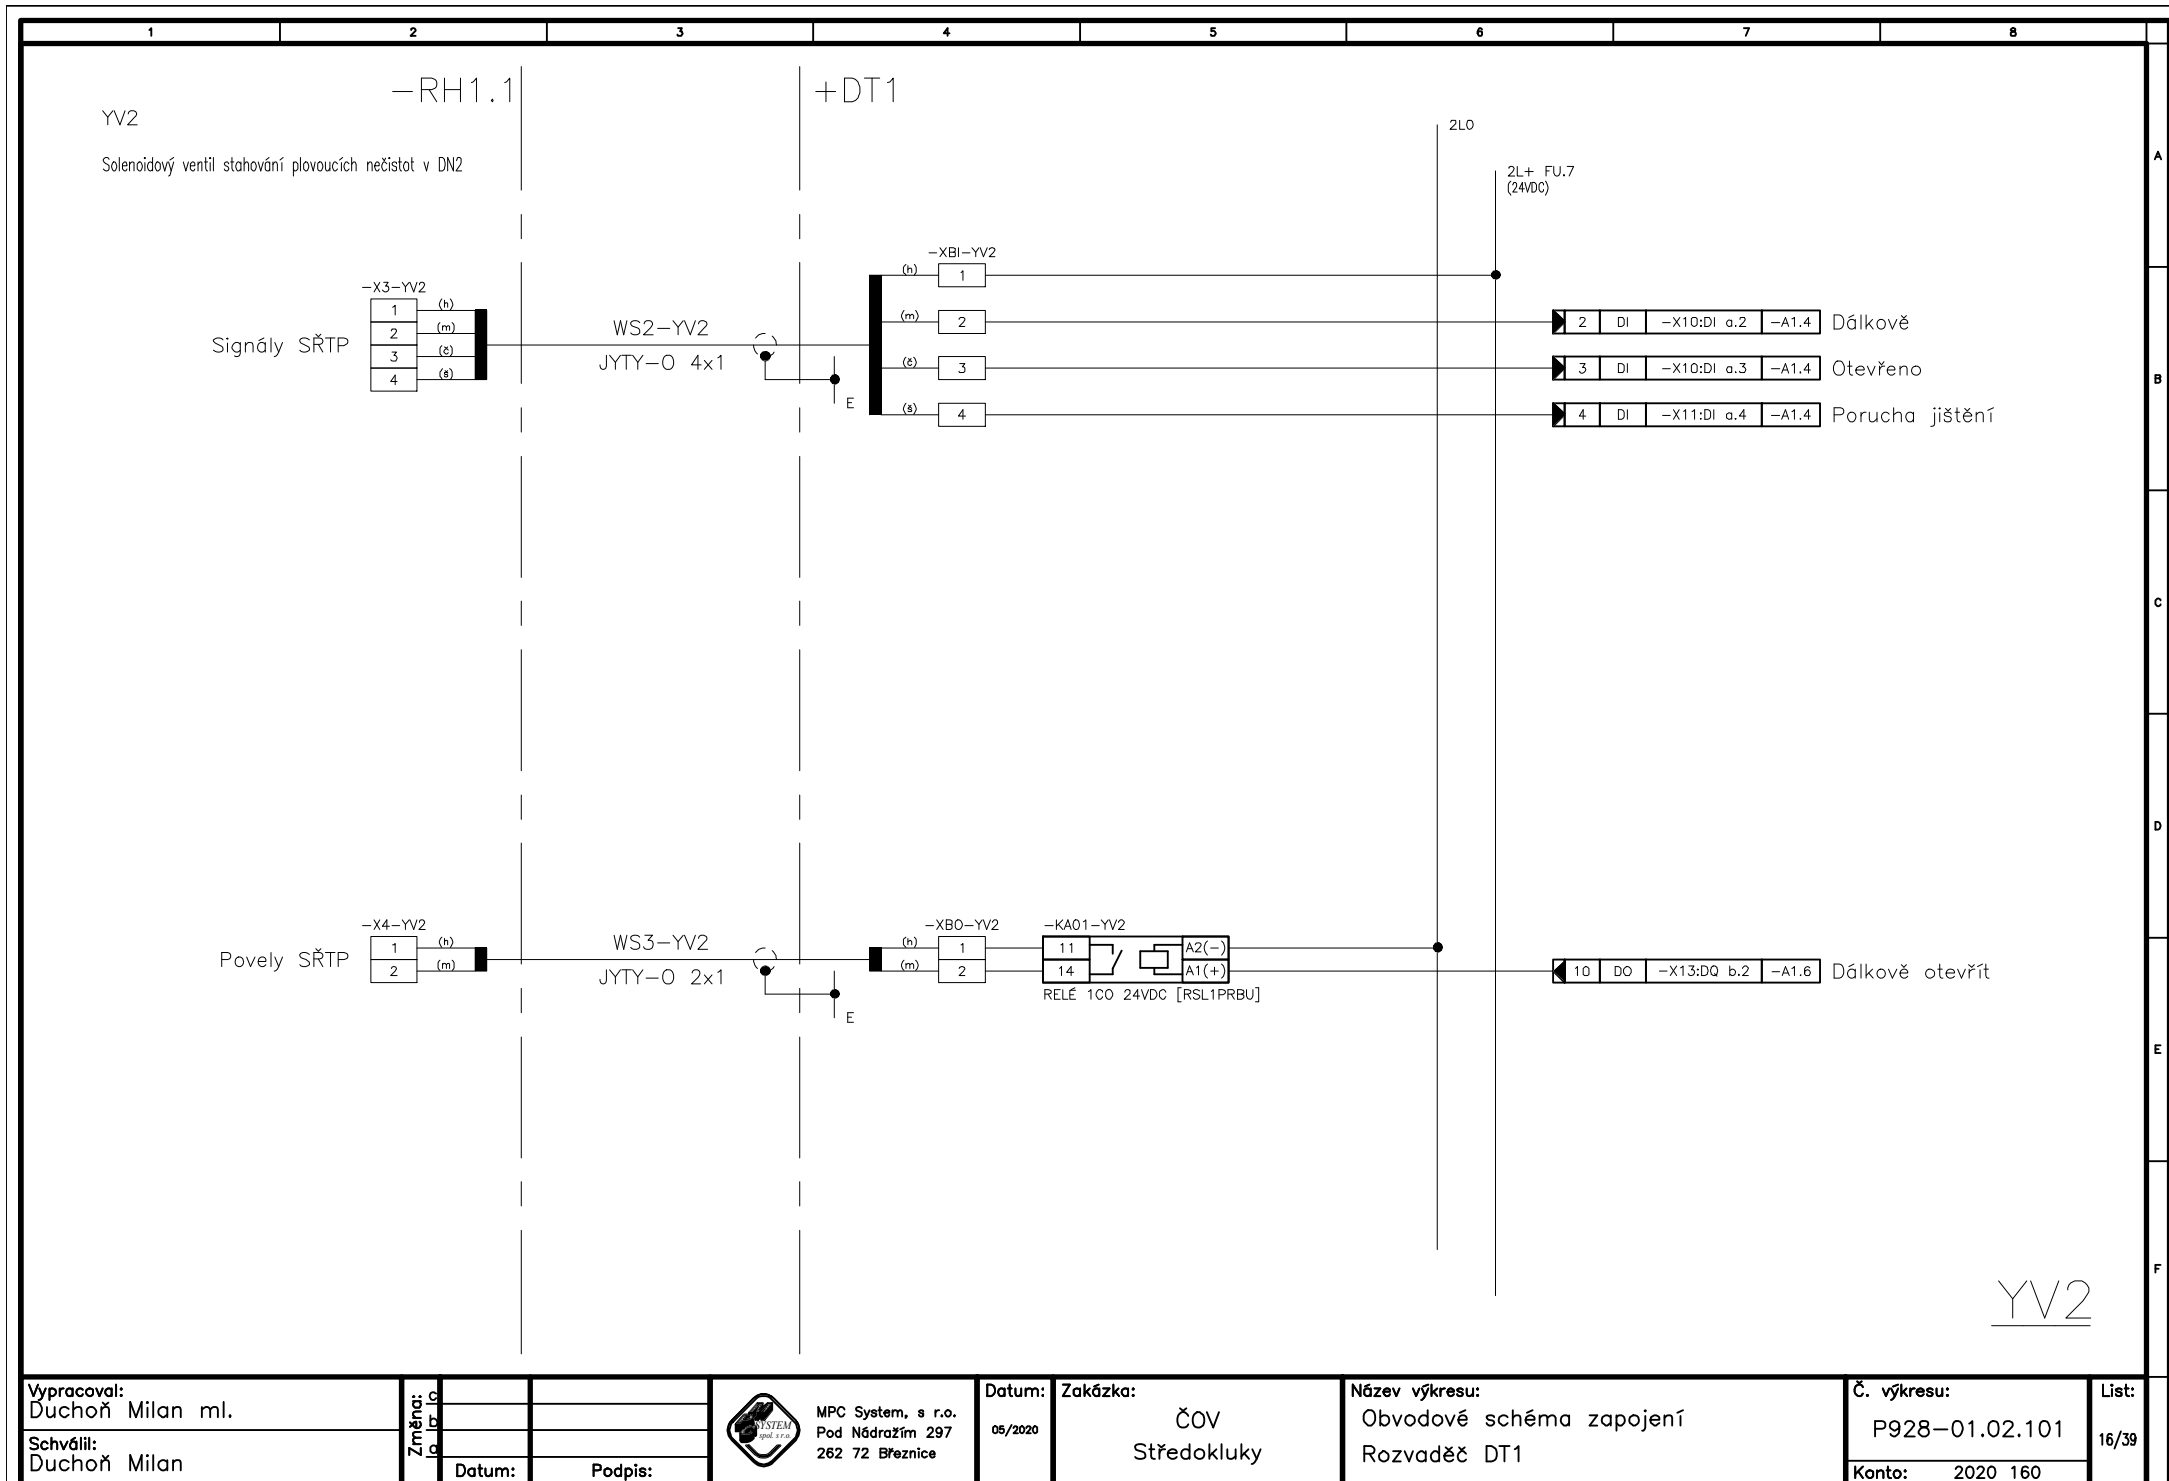 1 2 3 4 5 6 7 8
-RH1.1
+DT1
YV2
Solenoidový ventil stahování plovoucích nečistot v DN2
2L0
2L+ FU.7
(24VDC)
A
B
C
D
E
F
-X3-YV2
1 (h)
2 (m)
3 (č)
4 (š)
Signály SŘTP
WS2-YV2
JYTY-O 4x1
E
-XBI-YV2
(h) 1
(m) 2
(č) 3
(š) 4
2 DI -X10:DI a.2 -A1.4 Dálkově
3 DI -X10:DI a.3 -A1.4 Otevřeno
4 DI -X11:DI a.4 -A1.4 Porucha jištění
-X4-YV2
1 (h)
2 (m)
Povely SŘTP
WS3-YV2
JYTY-O 2x1
E
-XBO-YV2
(h) 1
(m) 2
-KA01-YV2
11 A2(-)
14 A1(+)
RELÉ 1CO 24VDC [RSL1PRBU]
10 DO -X13:DQ b.2 -A1.6 Dálkově otevřít
YV2
Vypracoval:
Duchoň Milan ml.
Schválil:
Duchoň Milan
Změna:
c
b
a
Datum:
Podpis:
SYSTEM
spol. s r.o.
MPC System, s r.o.
Pod Nádražím 297
262 72 Březnice
Datum:
05/2020
Zakázka:
ČOV
Středokluky
Název výkresu:
Obvodové schéma zapojení
Rozvaděč DT1
Č. výkresu:
P928-01.02.101
Konto: 2020 160
List:
16/39